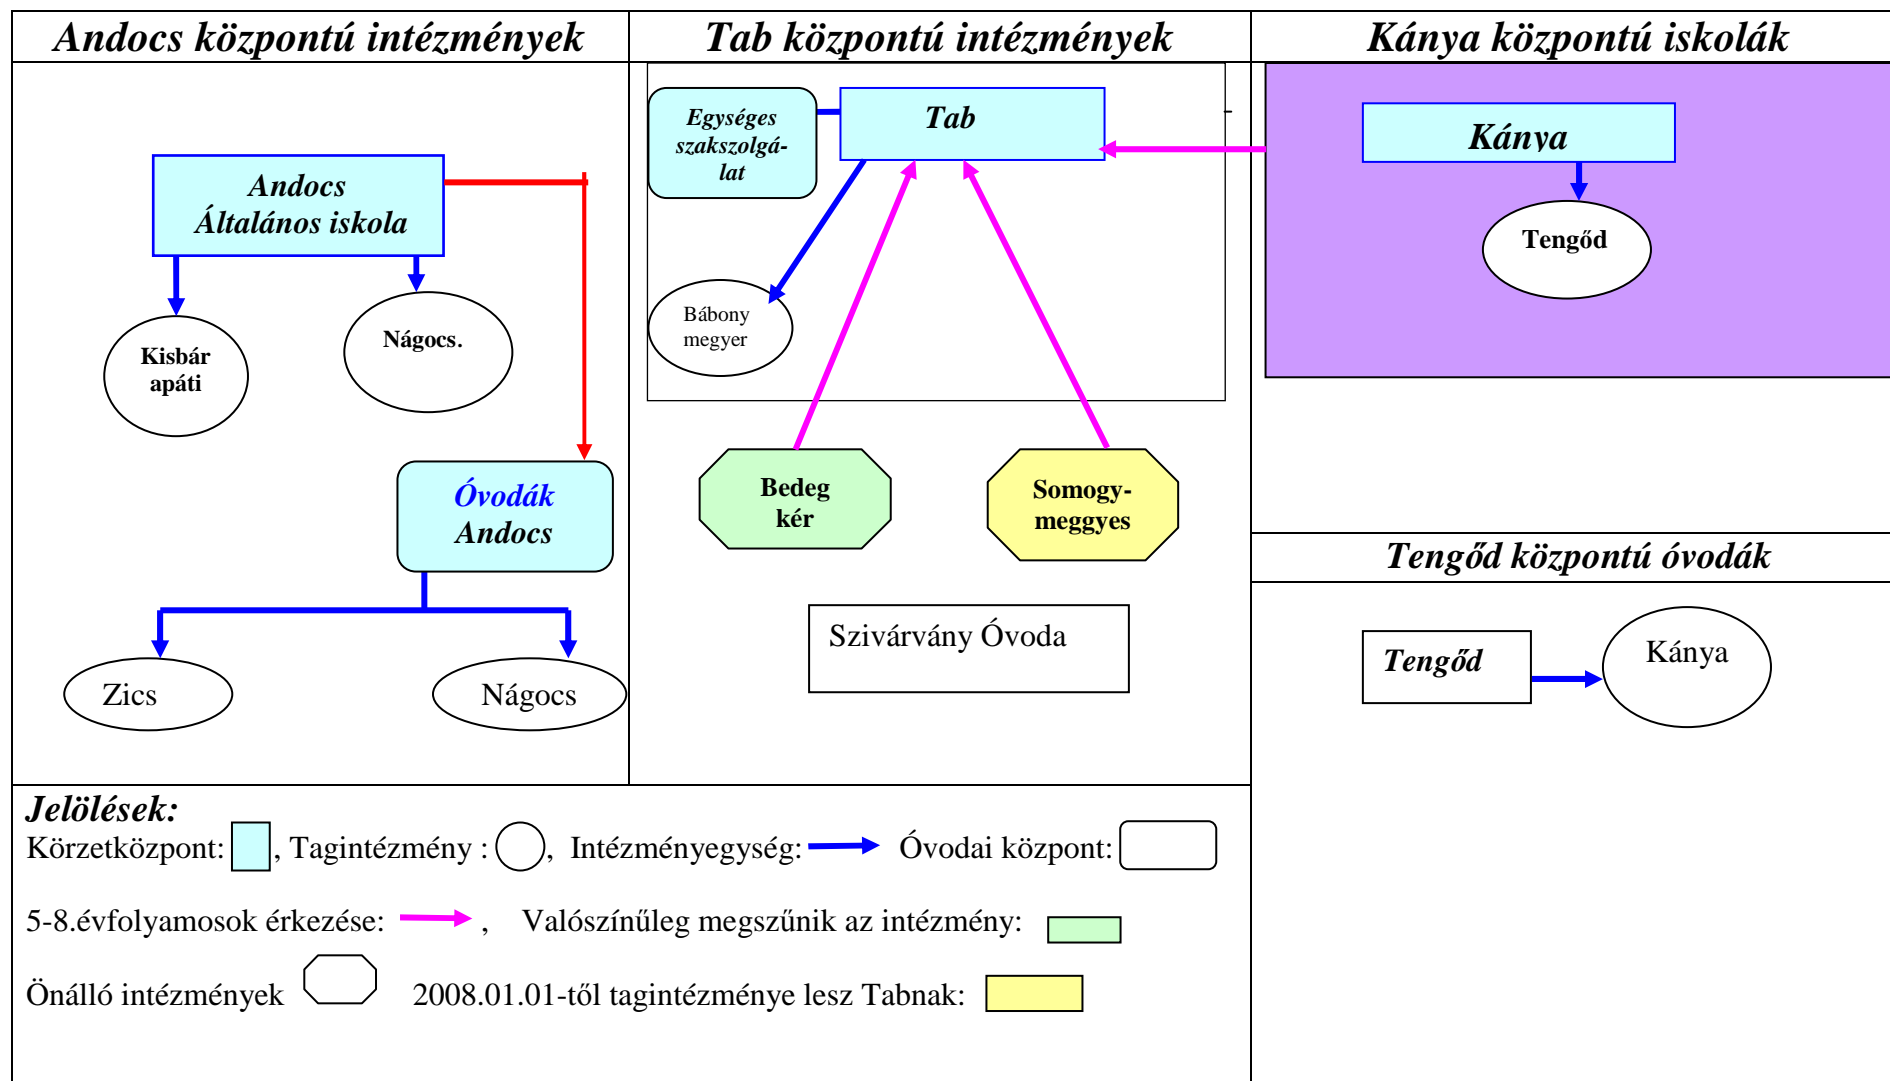 Andocs központú intézmények
Tab központú intézmények
Kánya központú iskolák
Andocs
Általános iskola
Kisbár
apáti
Nágocs.
Óvodák
Andocs
Zics
Nágocs
Egységes
szakszolgá-
lat
Tab
-
Bábony
megyer
Bedeg
kér
Somogy-
meggyes
Szivárvány Óvoda
Kánya
Tengőd
Tengőd központú óvodák
Tengőd
Kánya
Jelölések:
Körzetközpont: , Tagintézmény : , Intézményegység: Óvodai központ:
5-8.évfolyamosok érkezése: , Valószínűleg megszűnik az intézmény:
Önálló intézmények 2008.01.01-től tagintézménye lesz Tabnak: